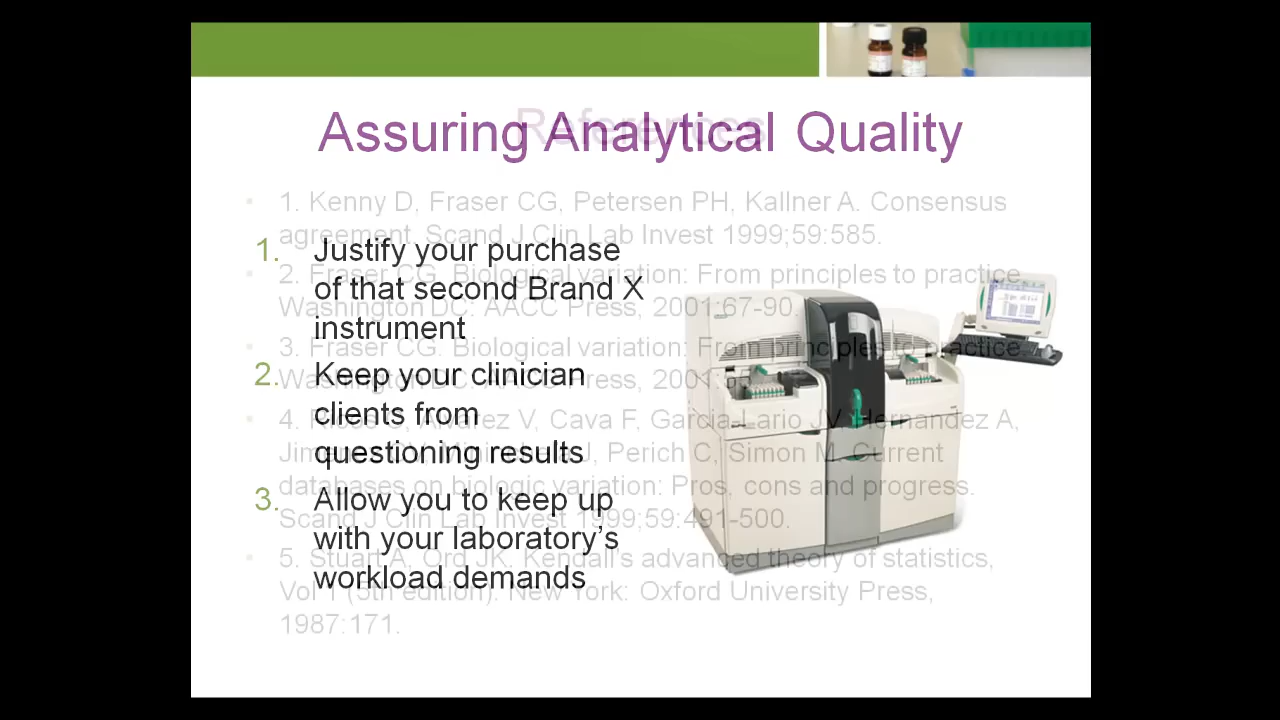 Assuring Analytical Quality
1. Justify your purchase
of that second Brand X
instrument
2. Keep your clinician
clients from
questioning results
3. Allow you to keep up
with your laboratory's
workload demands
References
• 1. Kenny D, Fraser CG, Petersen PH, Kallner A. Consensus
agreement. Scand J Clin Lab Invest 1999;59:585.
• 2. Fraser CG. Biological variation: From principles to practice.
Washington DC: AACC Press, 2001:67-90.
• 3. Fraser CG. Biological variation: From principles to practice.
Washington DC: AACC Press, 2001:
• 4. Alvarez V, Cava F, Garcia-Lario JV, Hernandez A,
J, Perich C, Simon M. Current
databases on biologic variation: Pros, cons and progress.
Scand J Clin Lab Invest 1999;59:491-500.
• 5. Stuart A, Ord JK. Kendall's advanced theory of statistics,
Vol 1 (5th edition). New York: Oxford University Press,
1987:171.